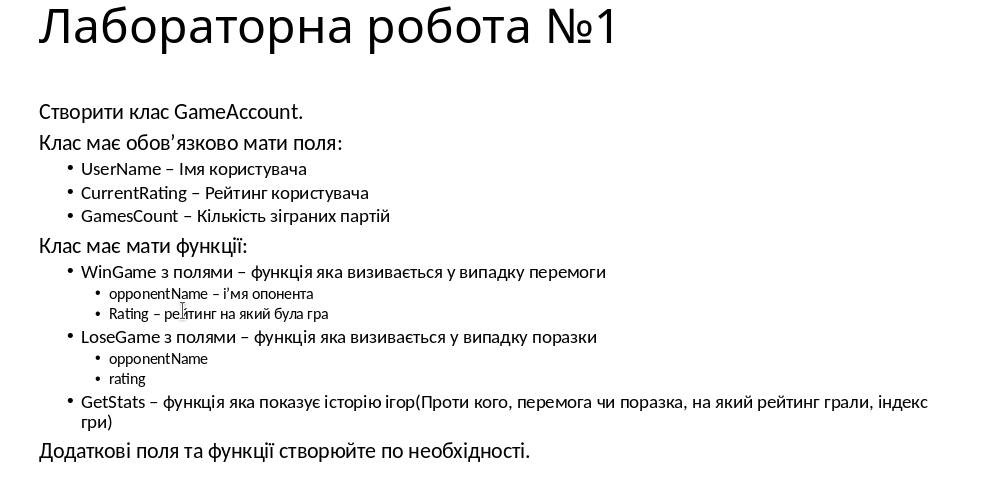 Лабораторна робота №1
Створити клас GameAccount.
Клас має обов’язково мати поля:
• UserName – Імя користувача
• CurrentRating – Рейтинг користувача
• GamesCount – Кількість зіграних партій
Клас має мати функції:
• WinGame з полями – функція яка визивається у випадку перемоги
• opponentName – і’мя опонента
• Rating – рейтинг на який була гра
• LoseGame з полями – функція яка визивається у випадку поразки
• opponentName
• rating
• GetStats – функція яка показує історію ігор(Проти кого, перемога чи поразка, на який рейтинг грали, індекс
гри)
Додаткові поля та функції створюйте по необхідності.